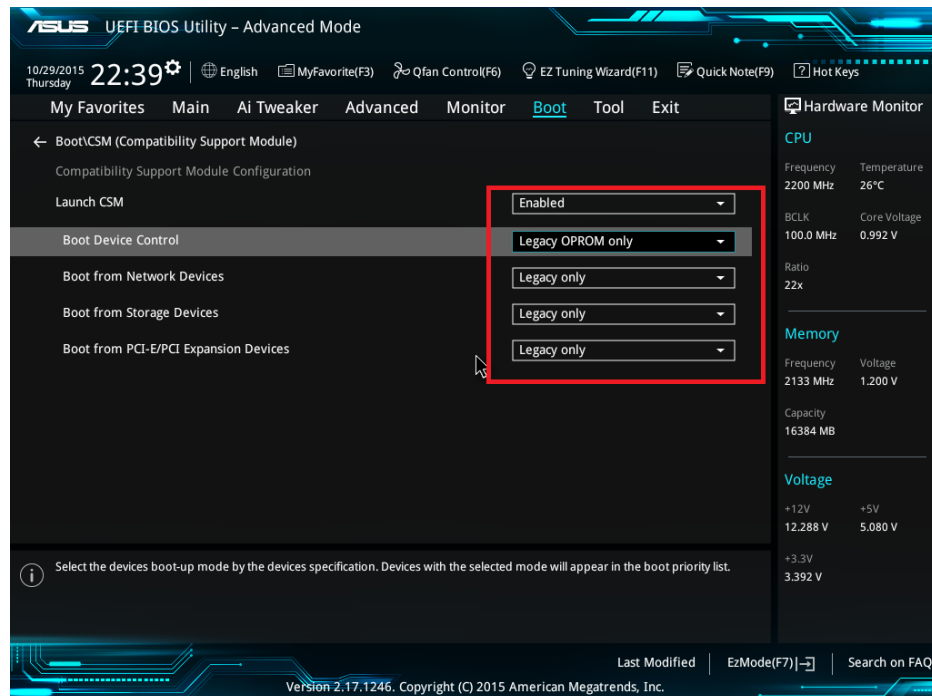 ASUS UEFI BIOS Utility – Advanced Mode
10/29/2015 Thursday 22:39 English MyFavorite(F3) Qfan Control(F6) EZ Tuning Wizard(F11) Quick Note(F9) ? Hot Keys
My Favorites Main Ai Tweaker Advanced Monitor Boot Tool Exit
Boot\CSM (Compatibility Support Module)
Compatibility Support Module Configuration
Launch CSM Enabled
Boot Device Control Legacy OPROM only
Boot from Network Devices Legacy only
Boot from Storage Devices Legacy only
Boot from PCI-E/PCI Expansion Devices Legacy only
Hardware Monitor
CPU
Frequency Temperature
2200 MHz 26°C
BCLK Core Voltage
100.0 MHz 0.992 V
Ratio
22x
Memory
Frequency Voltage
2133 MHz 1.200 V
Capacity
16384 MB
Voltage
+12V +5V
12.288 V 5.080 V
+3.3V
3.392 V
i Select the devices boot-up mode by the devices specification. Devices with the selected mode will appear in the boot priority list.
Last Modified EzMode(F7) Search on FAQ
Version 2.17.1246. Copyright (C) 2015 American Megatrends, Inc.